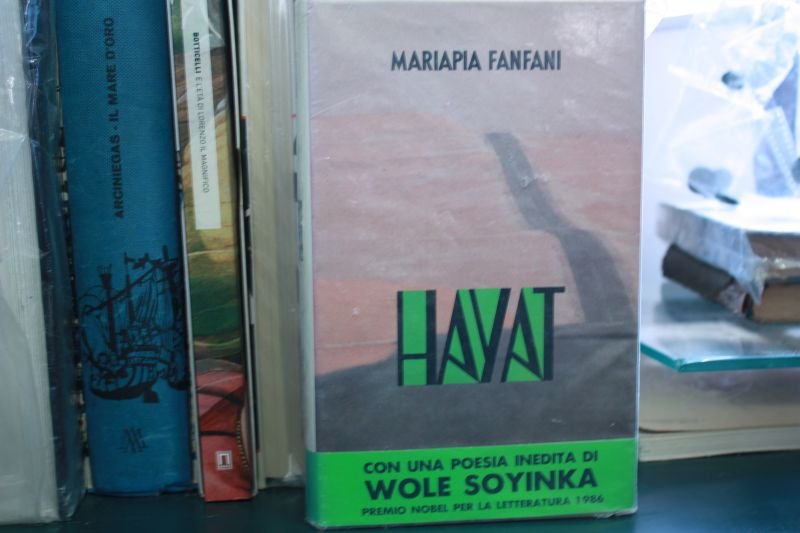 ARCINIEGAS - IL MARE D'ORO
BOTTICELLI E L'ETÀ DI LORENZO IL MAGNIFICO
MARIAPIA FANFANI
HAYAT
CON UNA POESIA INEDITA DI
WOLE SOYINKA
PREMIO NOBEL PER LA LETTERATURA 1986